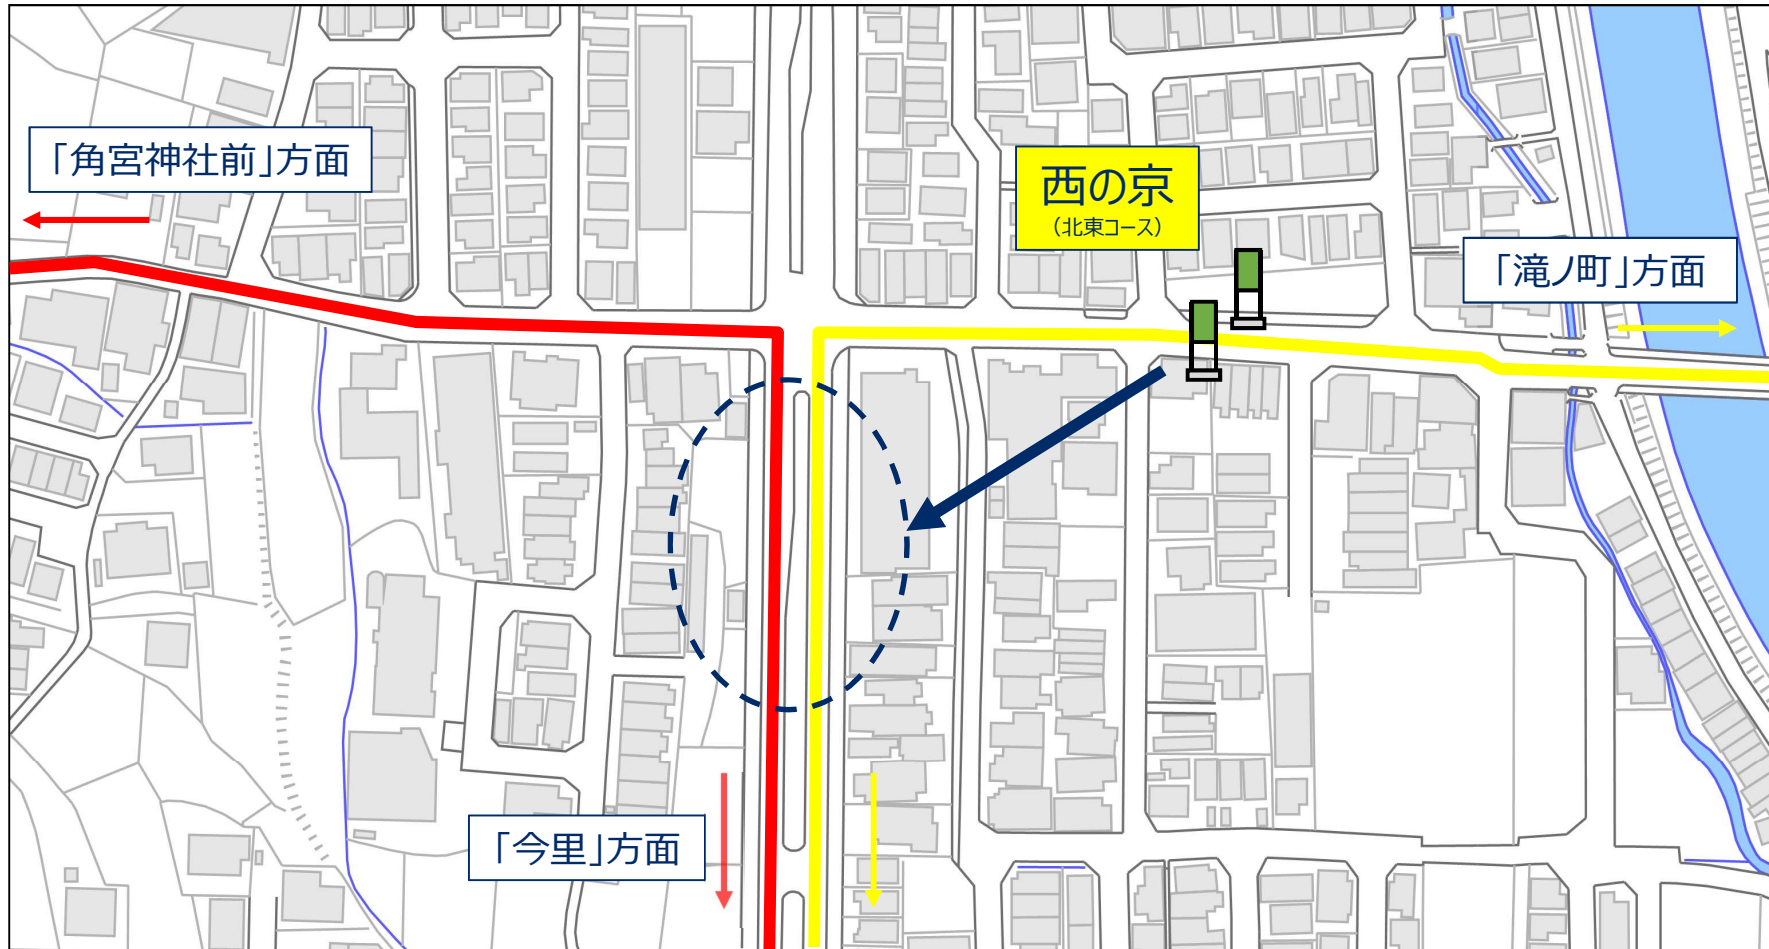 「角宮神社前」方面
西の京
（北東コース）
「滝ノ町」方面
「今里」方面